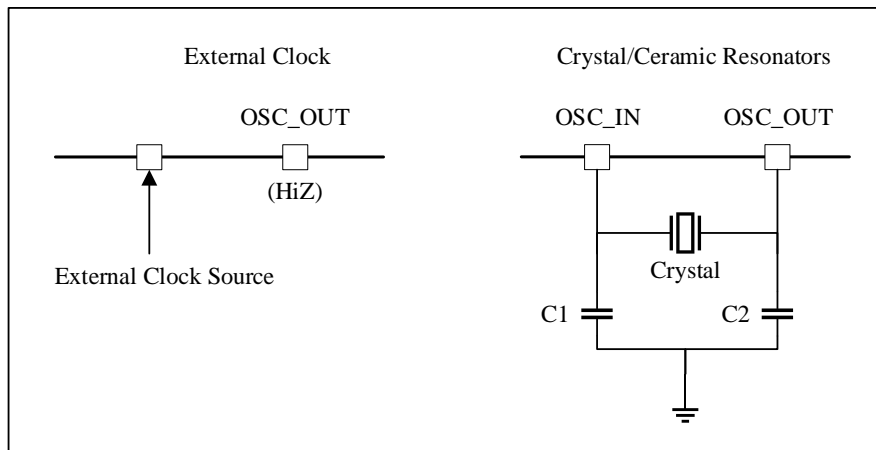 External Clock
OSC_OUT
(HiZ)
External Clock Source
Crystal/Ceramic Resonators
OSC_IN
OSC_OUT
Crystal
C1
C2